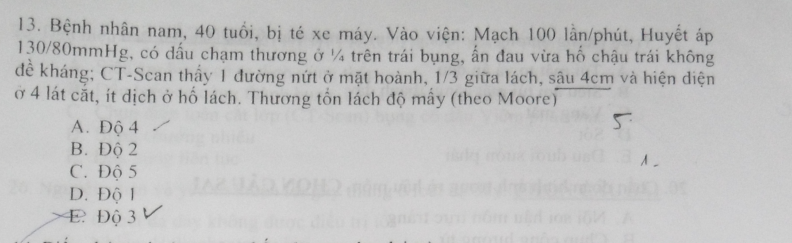 13. Bệnh nhân nam, 40 tuổi, bị té xe máy. Vào viện: Mạch 100 lần/phút, Huyết áp
130/80mmHg, có dấu chạm thương ở ¼ trên trái bụng, ấn đau vừa hố chậu trái không
đề kháng; CT-Scan thấy 1 đường nứt ở mặt hoành, 1/3 giữa lách, sâu 4cm và hiện diện
ở 4 lát cắt, ít dịch ở hố lách. Thương tổn lách độ mấy (theo Moore)
A. Độ 4
B. Độ 2
C. Độ 5
D. Độ 1
E. Độ 3